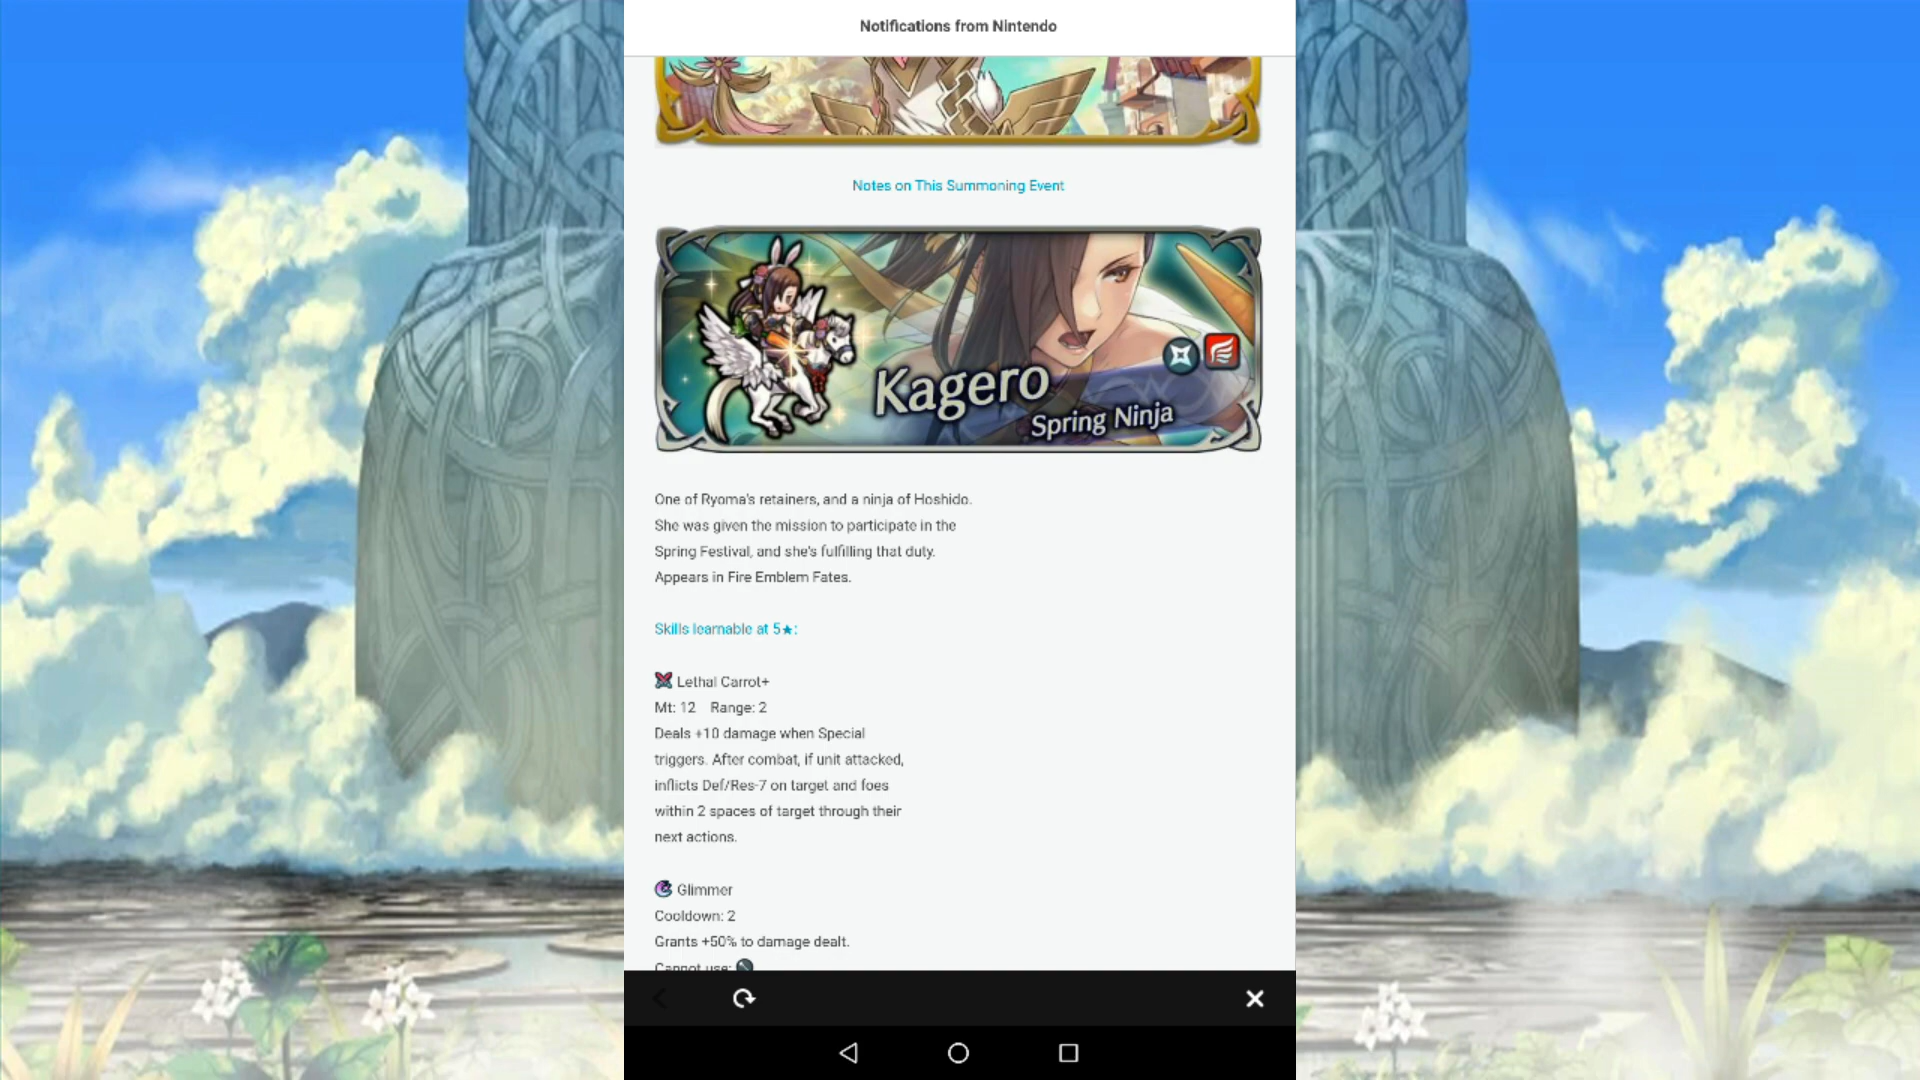 Notifications from Nintendo
Notes on This Summoning Event
Kagero
Spring Ninja
One of Ryoma's retainers, and a ninja of Hoshido.
She was given the mission to participate in the
Spring Festival, and she's fulfilling that duty.
Appears in Fire Emblem Fates.
Skills learnable at 5★:
Lethal Carrot+
Mt: 12 Range: 2
Deals +10 damage when Special
triggers. After combat, if unit attacked,
inflicts Def/Res-7 on target and foes
within 2 spaces of target through their
next actions.
Glimmer
Cooldown: 2
Grants +50% to damage dealt.
Cannot use: